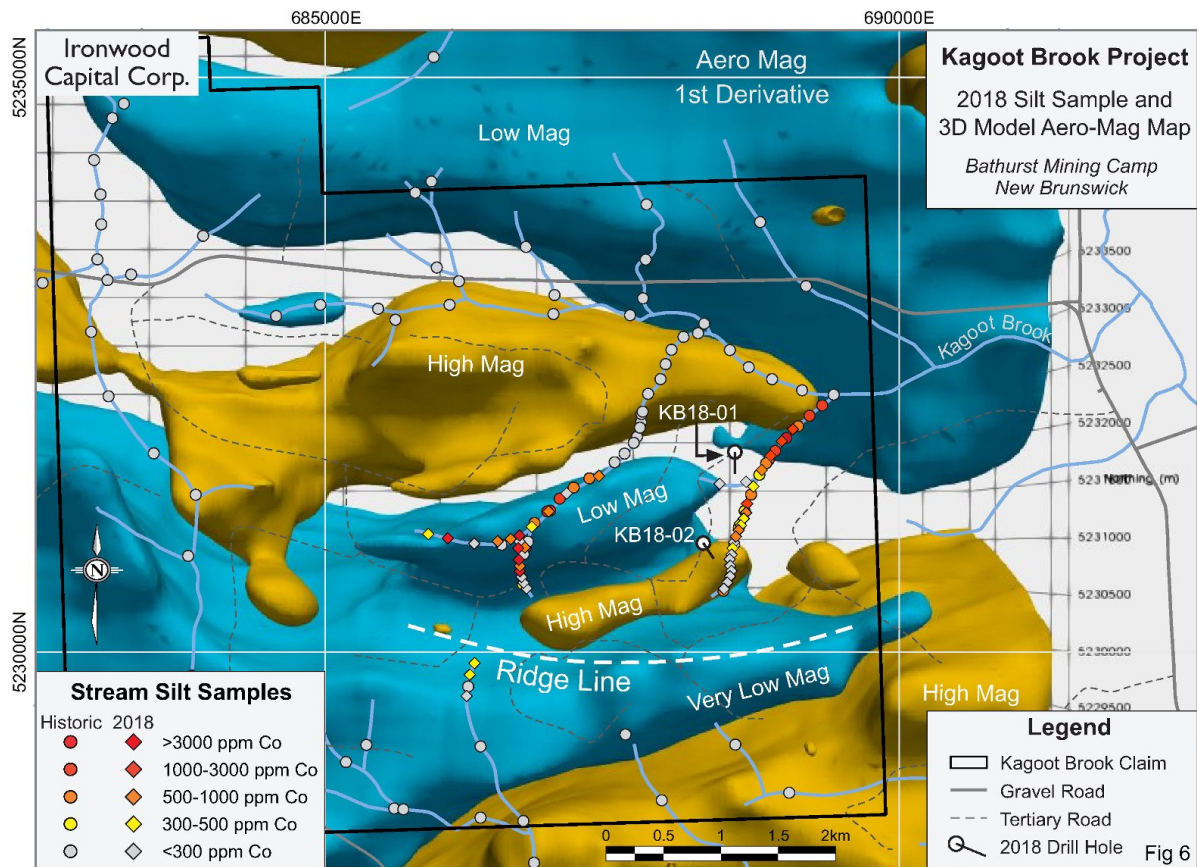 685000E
690000E
5235000N
5230000N
Ironwood
Capital Corp.
Aero Mag
1st Derivative
Kagoot Brook Project
2018 Silt Sample and
3D Model Aero-Mag Map
Bathurst Mining Camp
New Brunswick
Low Mag
5233500
5233000
Kagoot Brook
High Mag
5232500
KB18-01
5232000
Northing (m)
Low Mag
KB18-02
5231000
N
5230500
High Mag
5230000
Ridge Line
Very Low Mag
High Mag
5229500
Stream Silt Samples
Historic 2018
>3000 ppm Co
1000-3000 ppm Co
500-1000 ppm Co
300-500 ppm Co
<300 ppm Co
0 0.5 1 1.5 2km
Legend
Kagoot Brook Claim
Gravel Road
Tertiary Road
2018 Drill Hole
Fig 6